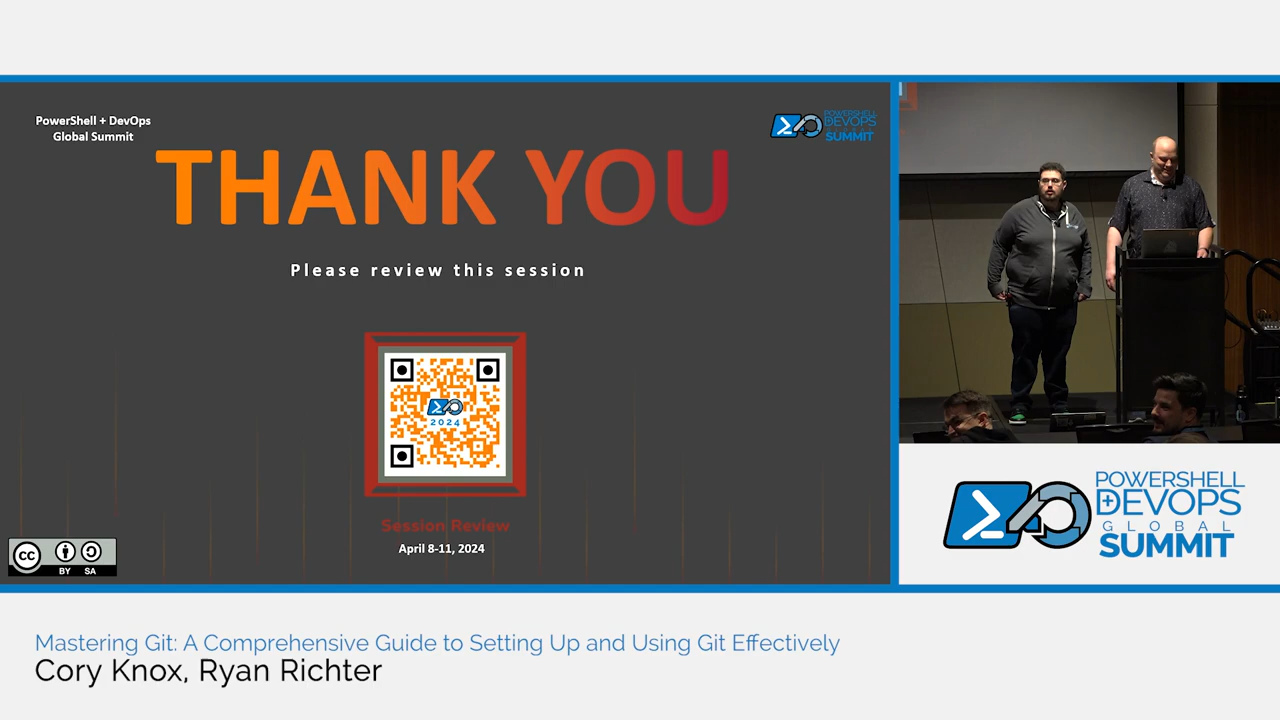 PowerShell + DevOps
Global Summit
POWERSHELL
DEVOPS
GLOBAL
SUMMIT
THANK YOU
Please review this session
2024
Session Review
April 8-11, 2024
CC
BY SA
POWERSHELL
+DEVOPS
GLOBAL
SUMMIT
Mastering Git: A Comprehensive Guide to Setting Up and Using Git Effectively
Cory Knox, Ryan Richter